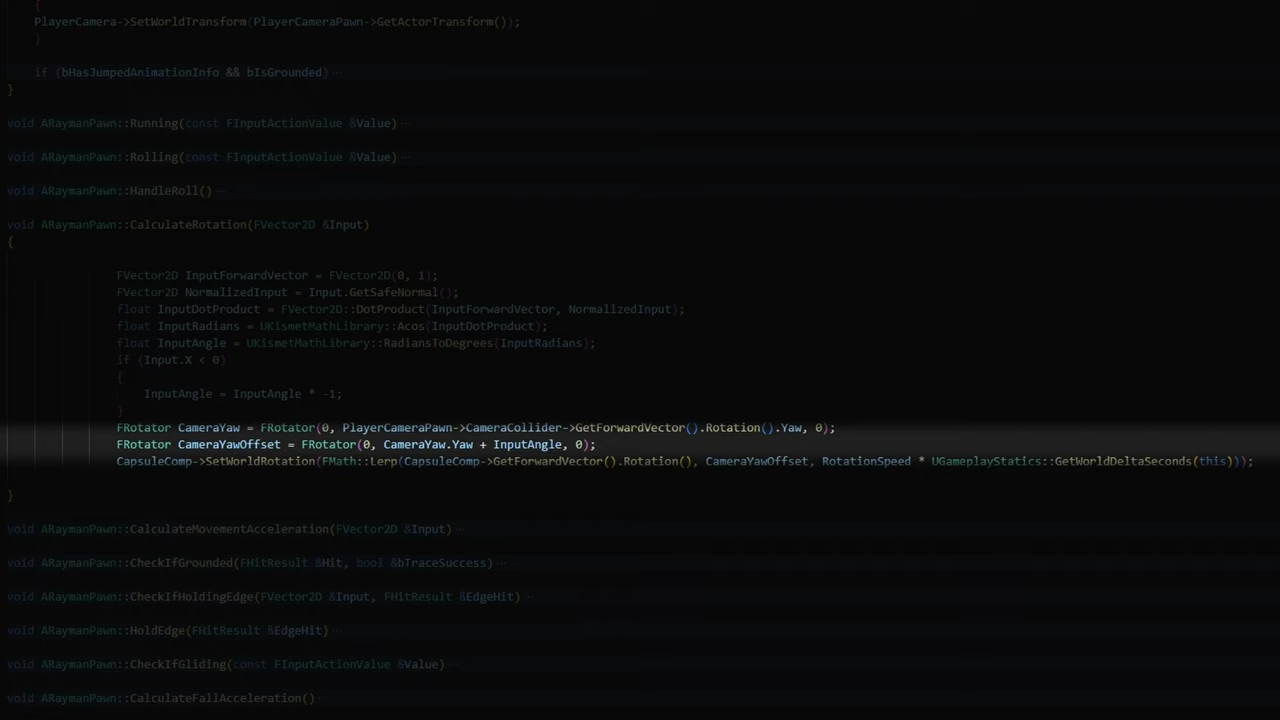 {
PlayerCamera->SetWorldTransform(PlayerCameraPawn->GetActorTransform());
}
if (bHasJumpedAnimationInfo && bIsGrounded)···
}
void ARaymanPawn::Running(const FInputActionValue &Value)···
void ARaymanPawn::Rolling(const FInputActionValue &Value)···
void ARaymanPawn::HandleRoll()···
void ARaymanPawn::CalculateRotation(FVector2D &Input)
{
FVector2D InputForwardVector = FVector2D(0, 1);
FVector2D NormalizedInput = Input.GetSafeNormal();
float InputDotProduct = FVector2D::DotProduct(InputForwardVector, NormalizedInput);
float InputRadians = UKismetMathLibrary::Acos(InputDotProduct);
float InputAngle = UKismetMathLibrary::RadiansToDegrees(InputRadians);
if (Input.X < 0)
{
InputAngle = InputAngle * -1;
}
FRotator CameraYaw = FRotator(0, PlayerCameraPawn->CameraCollider->GetForwardVector().Rotation().Yaw, 0);
FRotator CameraYawOffset = FRotator(0, CameraYaw.Yaw + InputAngle, 0);
CapsuleComp->SetWorldRotation(FMath::Lerp(CapsuleComp->GetForwardVector().Rotation(), CameraYawOffset, RotationSpeed * UGameplayStatics::GetWorldDeltaSeconds(this)));
}
void ARaymanPawn::CalculateMovementAcceleration(FVector2D &Input)···
void ARaymanPawn::CheckIfGrounded(FHitResult &Hit, bool &bTraceSuccess)···
void ARaymanPawn::CheckIfHoldingEdge(FVector2D &Input, FHitResult &EdgeHit)···
void ARaymanPawn::HoldEdge(FHitResult &EdgeHit)···
void ARaymanPawn::CheckIfGliding(const FInputActionValue &Value)···
void ARaymanPawn::CalculateFallAcceleration()···